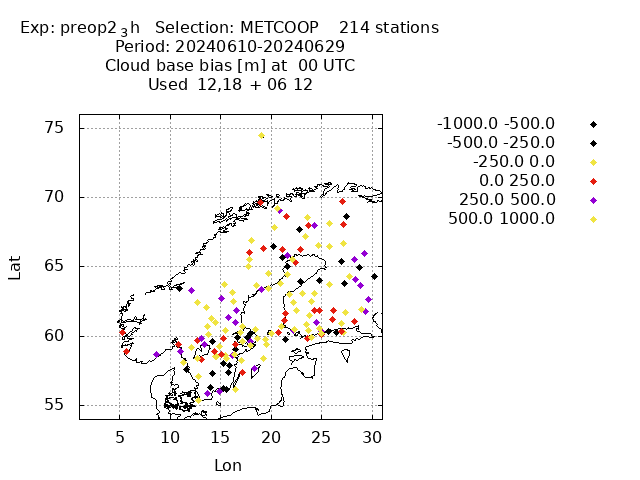 Exp: preop2_3h   Selection: METCOOP    214 stations
Period: 20240610-20240629
Cloud base bias [m] at  00 UTC
Used 12,18 + 06 12
-1000.0 -500.0
-500.0 -250.0
-250.0 0.0
0.0 250.0
250.0 500.0
500.0 1000.0
75
70
65
60
55
Lat
5 10 15 20 25 30
Lon